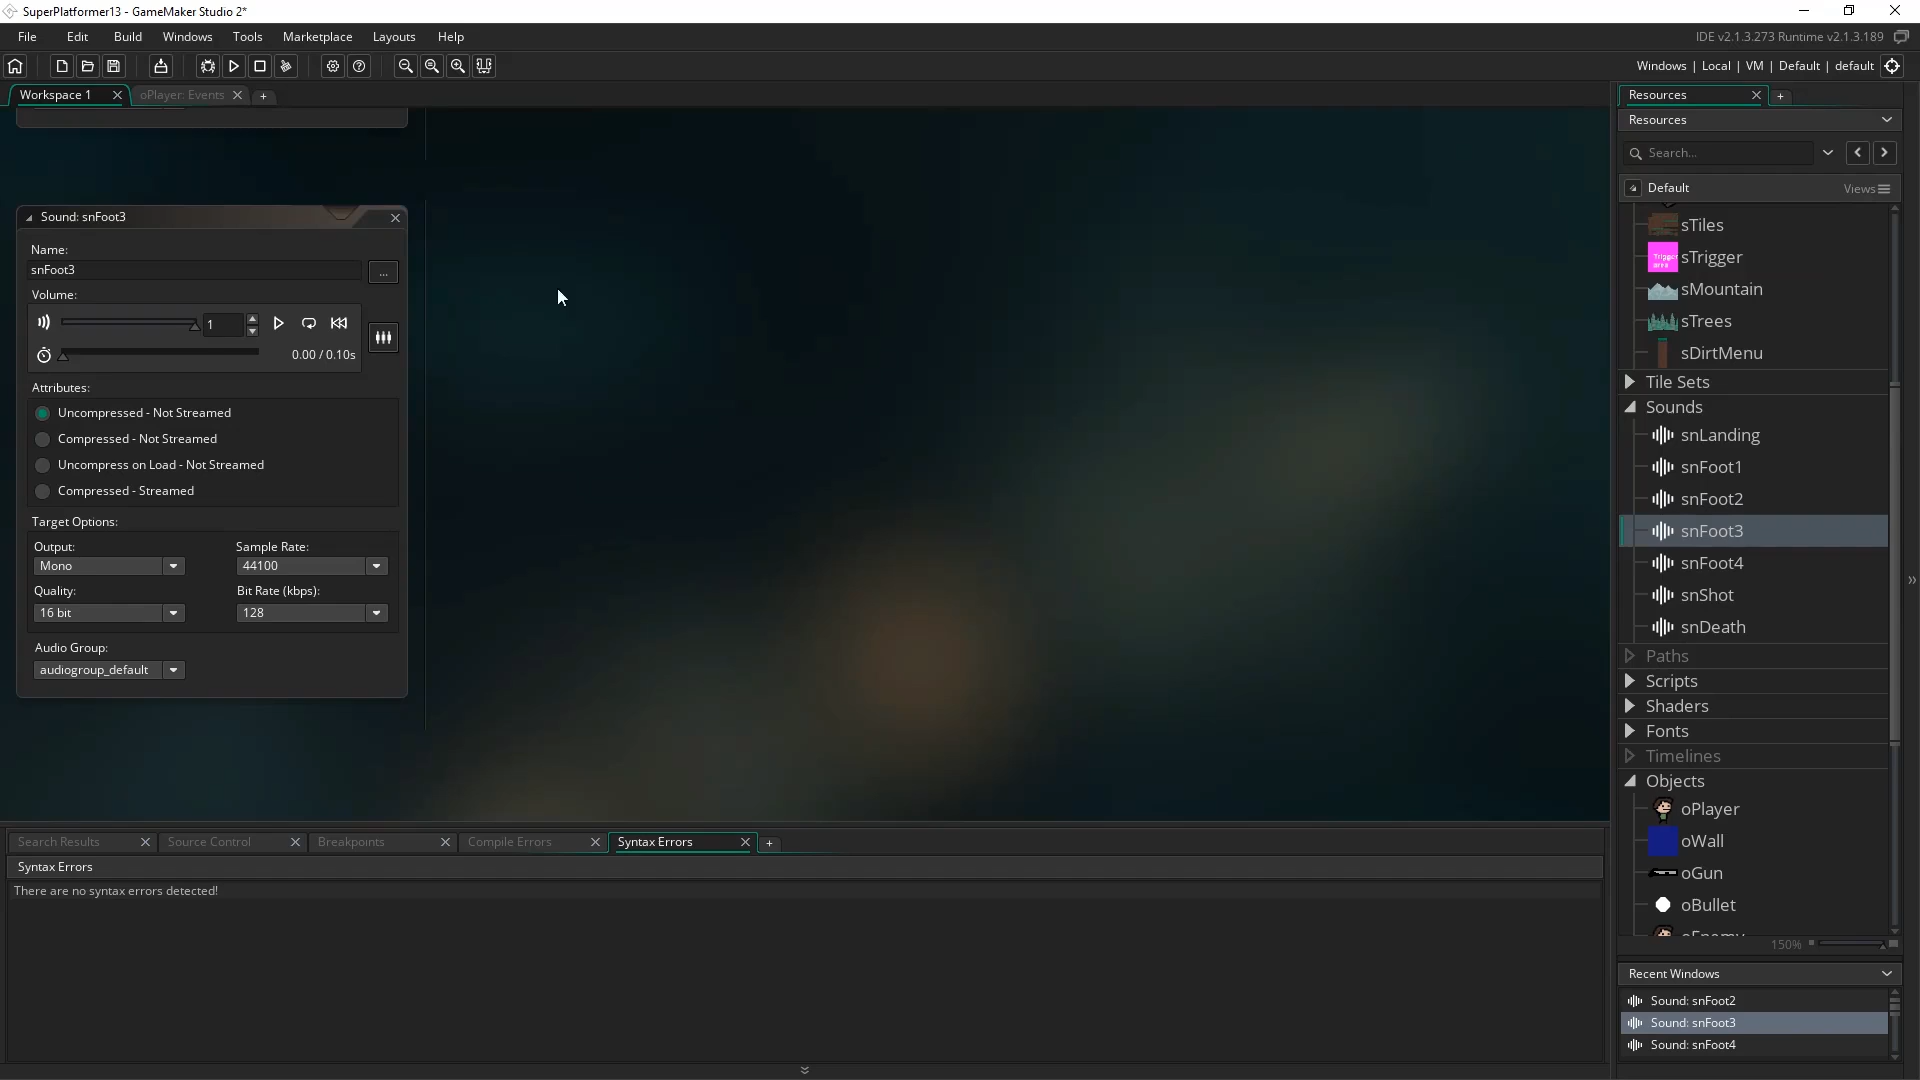 SuperPlatformer13 - GameMaker Studio 2*
File Edit Build Windows Tools Marketplace Layouts Help
IDE v2.1.3.273 Runtime v2.1.3.189
Windows | Local | VM | Default | default
Workspace 1
oPlayer: Events
Resources
Resources
Search...
Default
Views
sTiles
sTrigger
sMountain
sTrees
sDirtMenu
Tile Sets
Sounds
snLanding
snFoot1
snFoot2
snFoot3
snFoot4
snShot
snDeath
Paths
Scripts
Shaders
Fonts
Timelines
Objects
oPlayer
oWall
oGun
oBullet
oEnemy
150%
Recent Windows
Sound: snFoot2
Sound: snFoot3
Sound: snFoot4
Sound: snFoot3
Name:
snFoot3
...
Volume:
1
0.00 / 0.10s
Attributes:
Uncompressed - Not Streamed
Compressed - Not Streamed
Uncompress on Load - Not Streamed
Compressed - Streamed
Target Options:
Output: Sample Rate:
Mono 44100
Quality: Bit Rate (kbps):
16 bit 128
Audio Group:
audiogroup_default
Search Results Source Control Breakpoints Compile Errors Syntax Errors
Syntax Errors
There are no syntax errors detected!